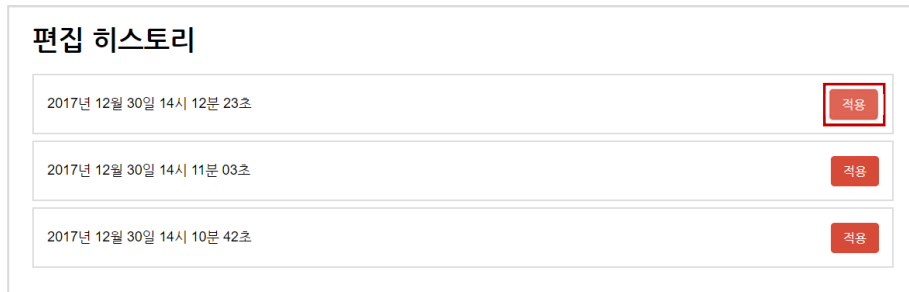 편집 히스토리
2017년 12월 30일 14시 12분 23초 적용
2017년 12월 30일 14시 11분 03초 적용
2017년 12월 30일 14시 10분 42초 적용